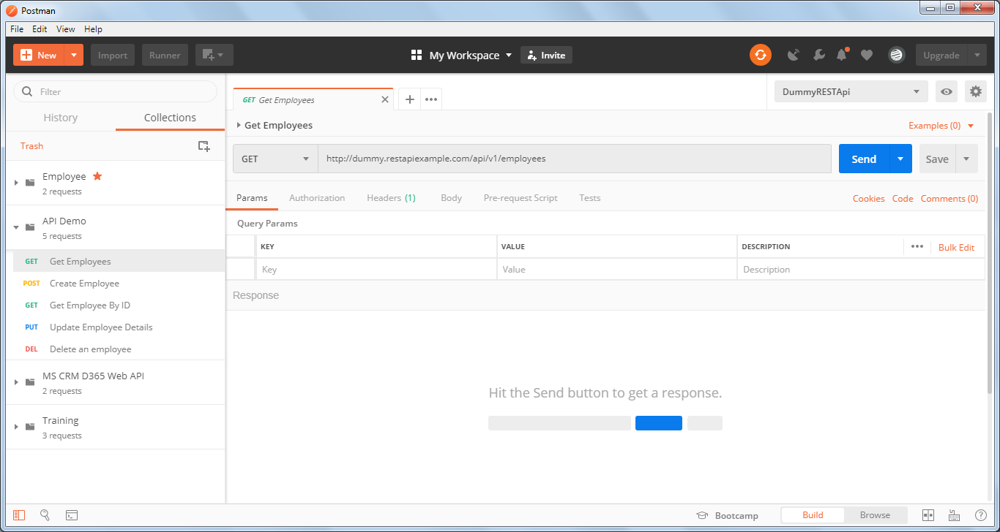 Postman
File Edit View Help
New Import Runner My Workspace Invite Upgrade
Filter
History Collections
Trash
Employee
2 requests
API Demo
5 requests
GET Get Employees
POST Create Employee
GET Get Employee By ID
PUT Update Employee Details
DEL Delete an employee
MS CRM D365 Web API
2 requests
Training
3 requests
GET Get Employees
DummyRESTApi
Get Employees Examples (0)
GET http://dummy.restapiexample.com/api/v1/employees Send Save
Params Authorization Headers (1) Body Pre-request Script Tests Cookies Code Comments (0)
Query Params
KEY VALUE DESCRIPTION Bulk Edit
Key Value Description
Response
Hit the Send button to get a response.
Bootcamp Build Browse